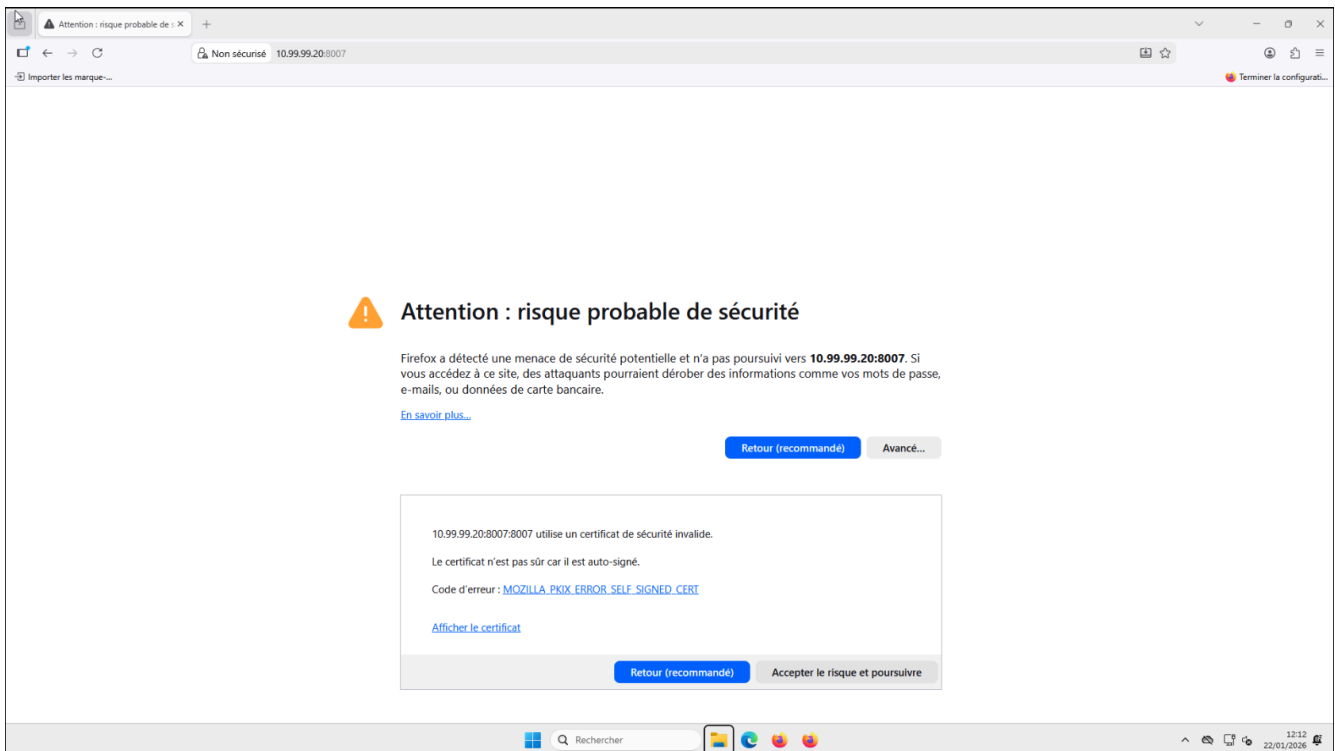 Attention : risque probable de s
Non sécurisé 10.99.99.20:8007
Importer les marque-...
Terminer la configurati...
Attention : risque probable de sécurité
Firefox a détecté une menace de sécurité potentielle et n'a pas poursuivi vers 10.99.99.20:8007. Si
vous accédez à ce site, des attaquants pourraient dérober des informations comme vos mots de passe,
e-mails, ou données de carte bancaire.
En savoir plus...
Retour (recommandé) Avancé...
10.99.99.20:8007:8007 utilise un certificat de sécurité invalide.
Le certificat n'est pas sûr car il est auto-signé.
Code d'erreur : MOZILLA_PKIX_ERROR_SELF_SIGNED_CERT
Afficher le certificat
Retour (recommandé) Accepter le risque et poursuivre
Rechercher
12:12
22/01/2026